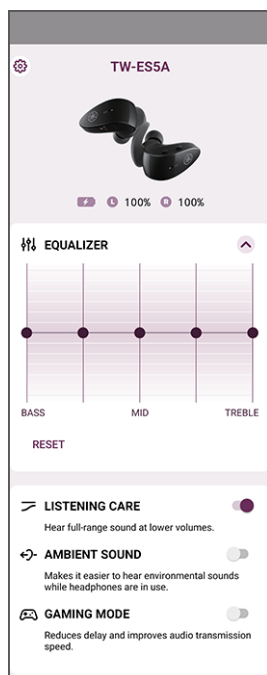 TW-ES5A
L 100% R 100%
EQUALIZER
BASS MID TREBLE
RESET
LISTENING CARE
Hear full-range sound at lower volumes.
AMBIENT SOUND
Makes it easier to hear environmental sounds
while headphones are in use.
GAMING MODE
Reduces delay and improves audio transmission
speed.